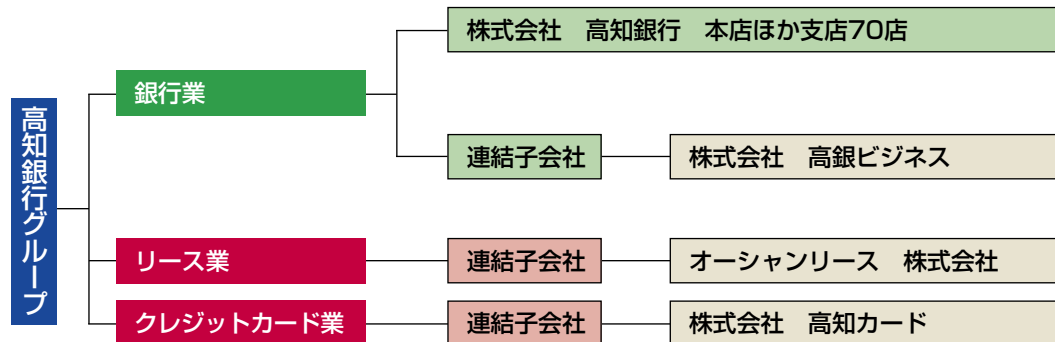 高知銀行グループ
銀行業
株式会社　高知銀行　本店ほか支店70店
連結子会社
株式会社　高銀ビジネス
リース業
連結子会社
オーシャンリース　株式会社
クレジットカード業
連結子会社
株式会社　高知カード